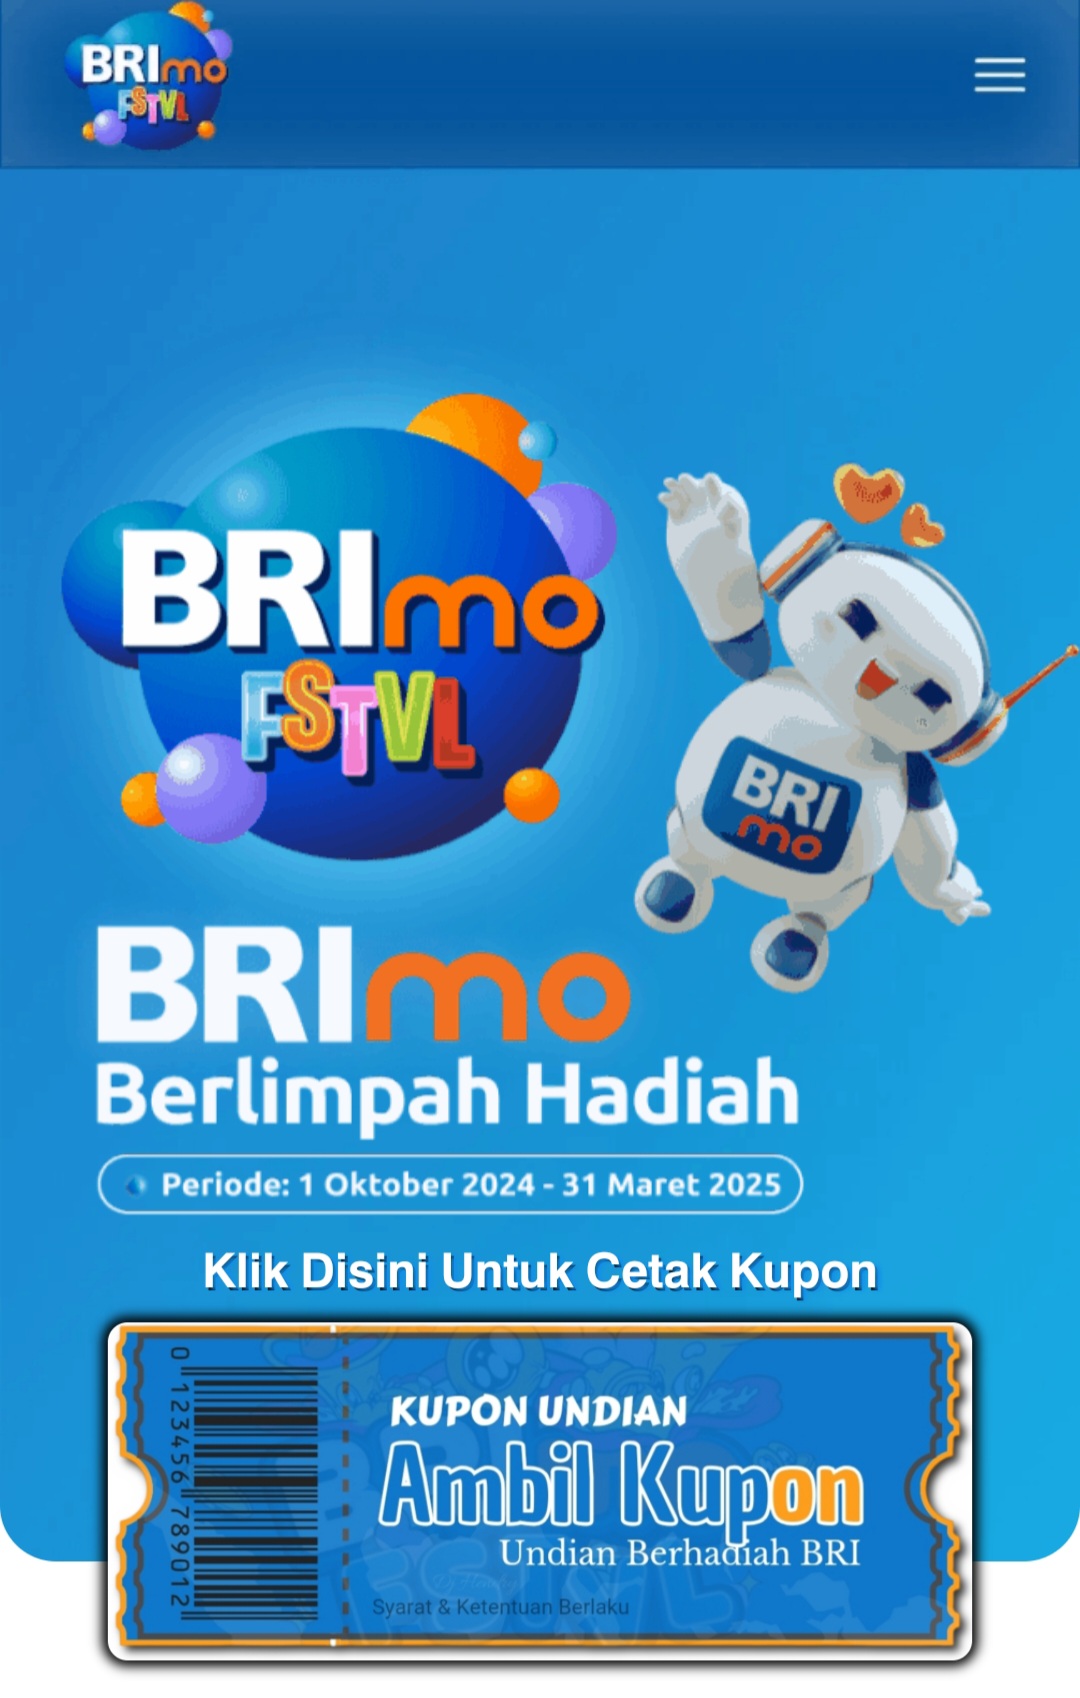 BRImo
FSTVL
BRImo
FSTVL
BRI
mo
BRImo
Berlimpah Hadiah
Periode: 1 Oktober 2024 - 31 Maret 2025
Klik Disini Untuk Cetak Kupon
0 123456 789012
KUPON UNDIAN
Ambil Kupon
Undian Berhadiah BRI
Syarat & Ketentuan Berlaku